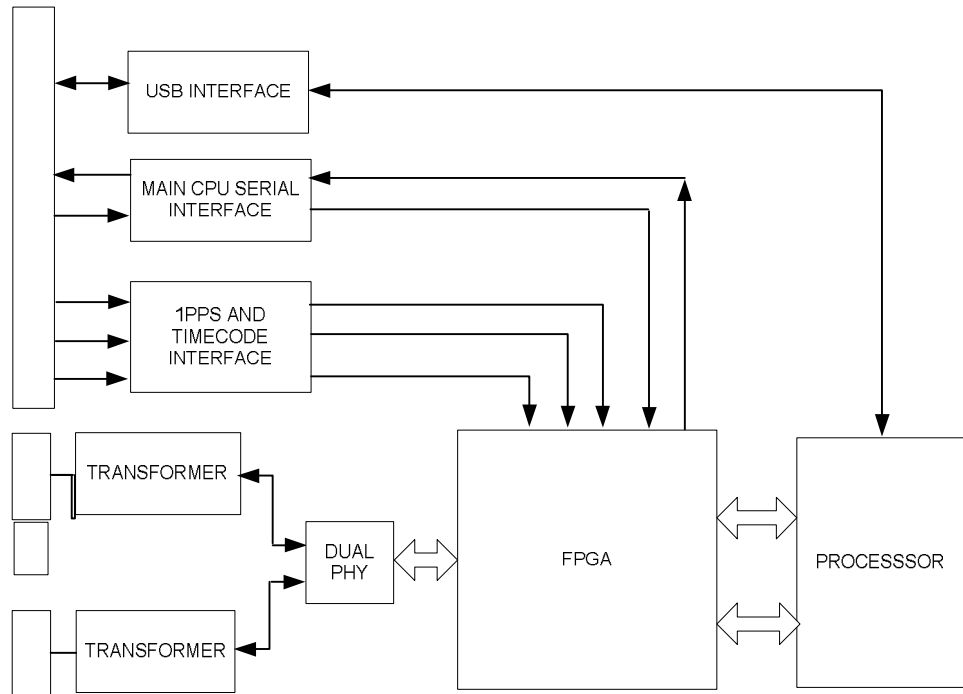 USB INTERFACE
MAIN CPU SERIAL
INTERFACE
1PPS AND
TIMECODE
INTERFACE
TRANSFORMER
DUAL
PHY
FPGA
PROCESSSOR
TRANSFORMER